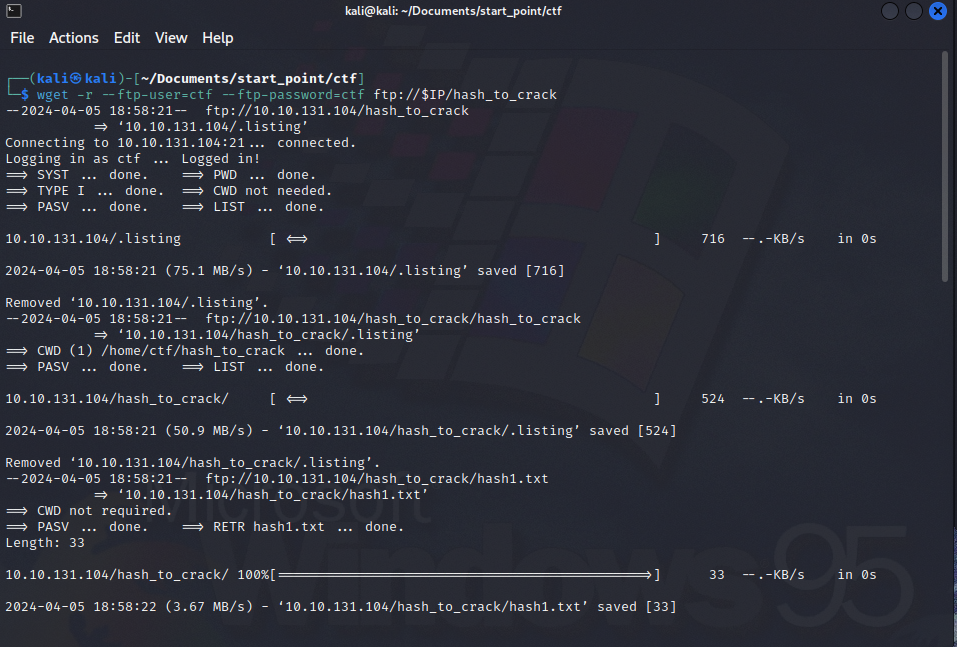 kali@kali: ~/Documents/start_point/ctf
File Actions Edit View Help
┌──(kali㉿kali)-[~/Documents/start_point/ctf]
└─$ wget -r --ftp-user=ctf --ftp-password=ctf ftp://$IP/hash_to_crack
--2024-04-05 18:58:21-- ftp://10.10.131.104/hash_to_crack
=> ‘10.10.131.104/.listing’
Connecting to 10.10.131.104:21... connected.
Logging in as ctf ... Logged in!
==> SYST ... done. ==> PWD ... done.
==> TYPE I ... done. ==> CWD not needed.
==> PASV ... done. ==> LIST ... done.
10.10.131.104/.listing [ <=> ] 716 --.-KB/s in 0s
2024-04-05 18:58:21 (75.1 MB/s) - ‘10.10.131.104/.listing’ saved [716]
Removed ‘10.10.131.104/.listing’.
--2024-04-05 18:58:21-- ftp://10.10.131.104/hash_to_crack/hash_to_crack
=> ‘10.10.131.104/hash_to_crack/.listing’
==> CWD (1) /home/ctf/hash_to_crack ... done.
==> PASV ... done. ==> LIST ... done.
10.10.131.104/hash_to_crack/ [ <=> ] 524 --.-KB/s in 0s
2024-04-05 18:58:21 (50.9 MB/s) - ‘10.10.131.104/hash_to_crack/.listing’ saved [524]
Removed ‘10.10.131.104/hash_to_crack/.listing’.
--2024-04-05 18:58:21-- ftp://10.10.131.104/hash_to_crack/hash1.txt
=> ‘10.10.131.104/hash_to_crack/hash1.txt’
==> CWD not required.
==> PASV ... done. ==> RETR hash1.txt ... done.
Length: 33
10.10.131.104/hash_to_crack/ 100%[===================>] 33 --.-KB/s in 0s
2024-04-05 18:58:22 (3.67 MB/s) - ‘10.10.131.104/hash_to_crack/hash1.txt’ saved [33]
Microsoft
Windows 95